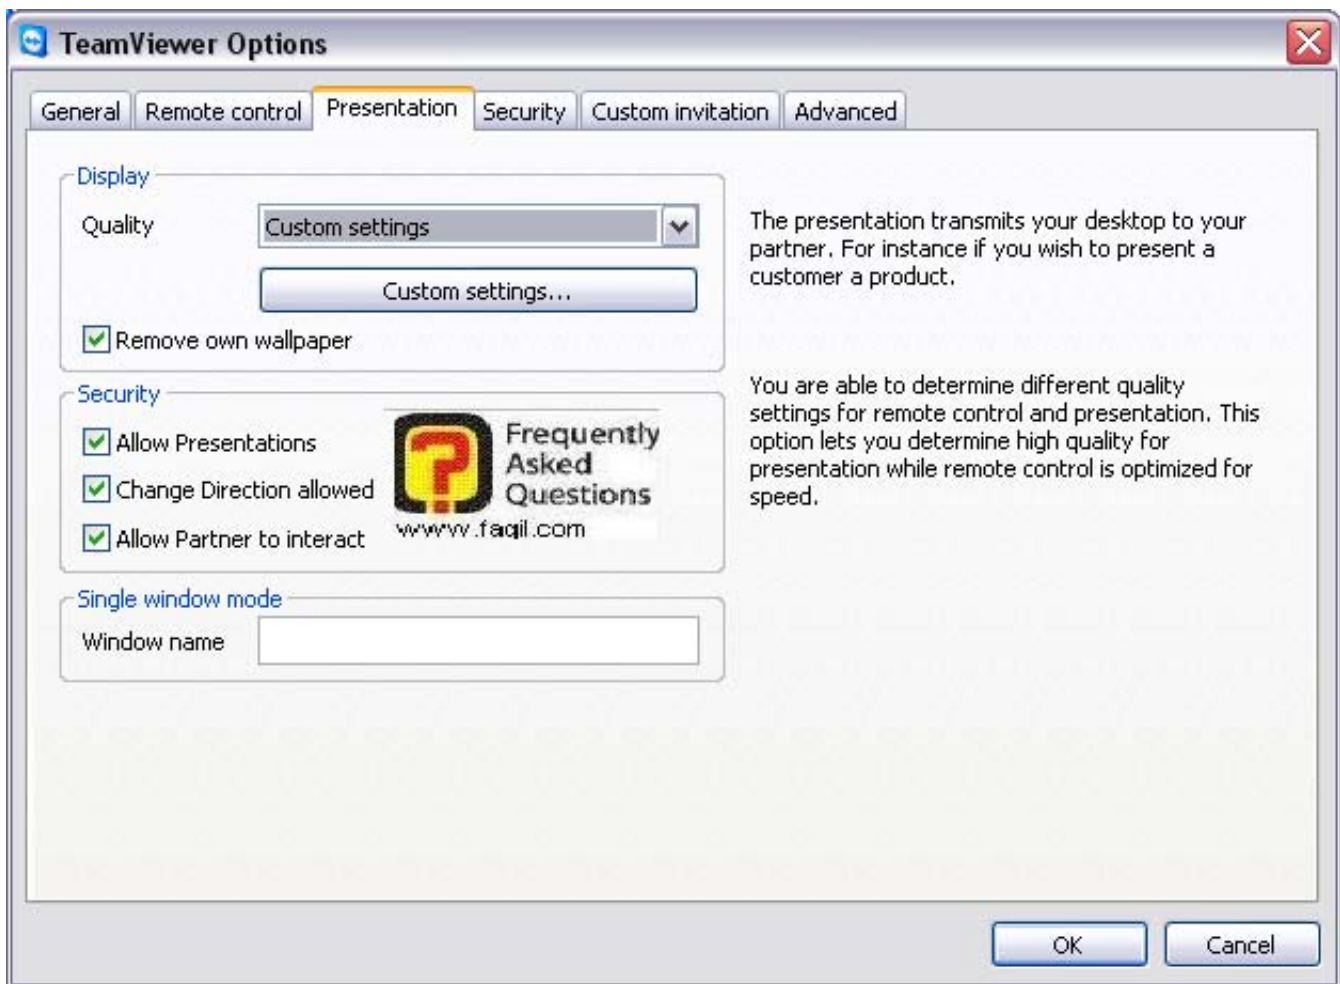 TeamViewer Options
General
Remote control
Presentation
Security
Custom invitation
Advanced
Display
Quality
Custom settings
Custom settings...
Remove own wallpaper
The presentation transmits your desktop to your
partner. For instance if you wish to present a
customer a product.
You are able to determine different quality
settings for remote control and presentation. This
option lets you determine high quality for
presentation while remote control is optimized for
speed.
Security
Allow Presentations
Change Direction allowed
Allow Partner to interact
Frequently
Asked
Questions
www.faqil.com
Single window mode
Window name
OK
Cancel